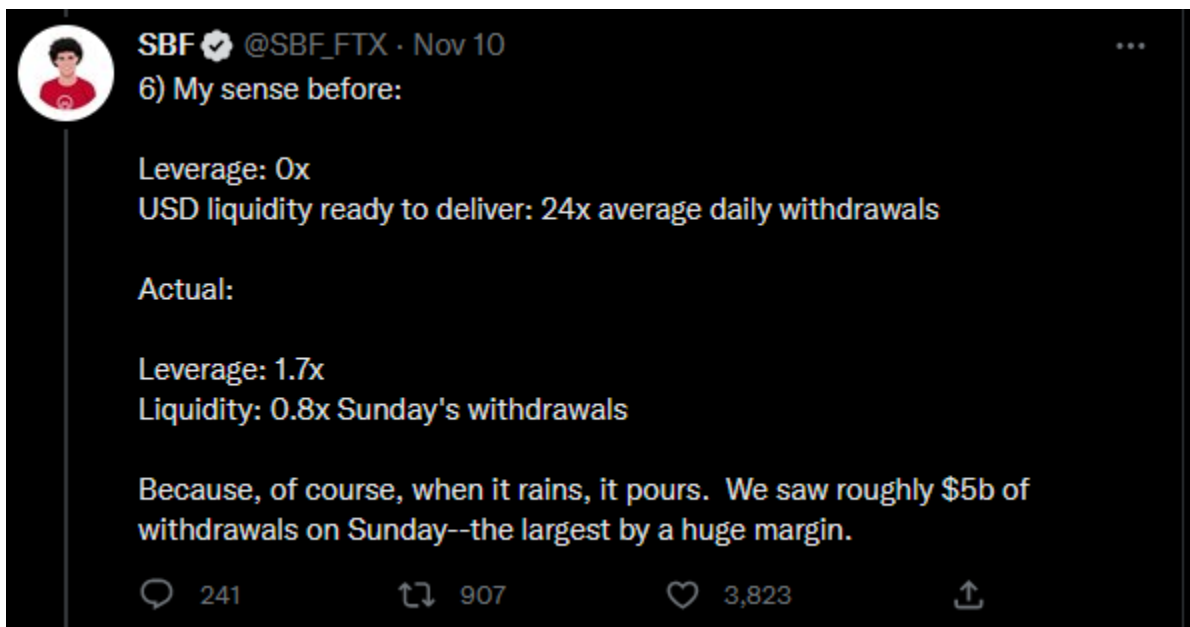 SBF @SBF_FTX · Nov 10
6) My sense before:
Leverage: 0x
USD liquidity ready to deliver: 24x average daily withdrawals
Actual:
Leverage: 1.7x
Liquidity: 0.8x Sunday's withdrawals
Because, of course, when it rains, it pours.  We saw roughly $5b of
withdrawals on Sunday--the largest by a huge margin.
241 907 3,823